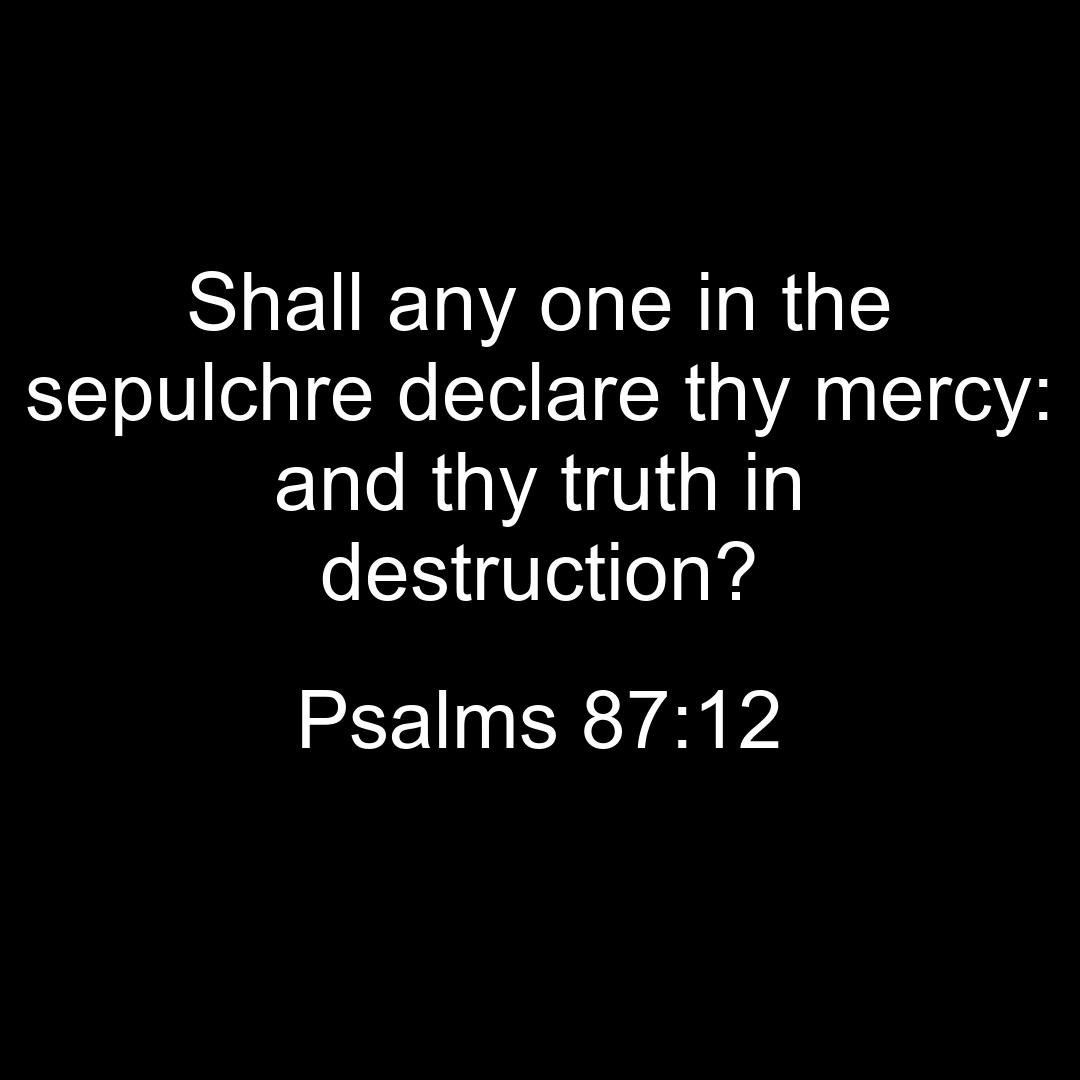 Shall any one in the
sepulchre declare thy mercy:
and thy truth in
destruction?
Psalms 87:12